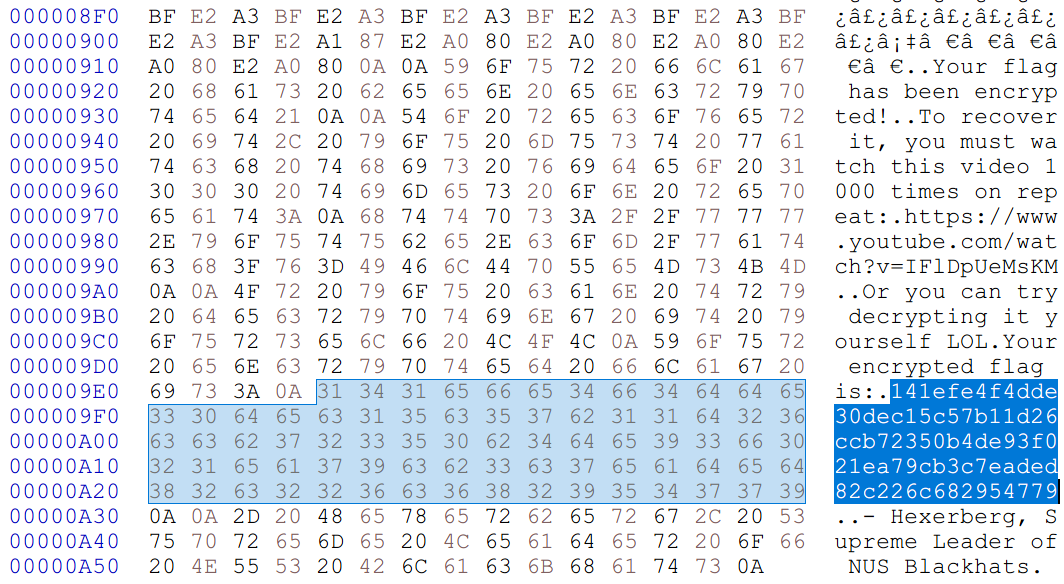 000008F0 BF E2 A3 BF E2 A3 BF E2 A3 BF E2 A3 BF E2 A3 BF ¿â£¿â£¿â£¿â£¿â£¿
00000900 E2 A3 BF E2 A1 87 E2 A0 80 E2 A0 80 E2 A0 80 E2 â£¿â¡‡â €â €â €â
00000910 A0 80 E2 A0 80 0A 0A 59 6F 75 72 20 66 6C 61 67 €â €..Your flag
00000920 20 68 61 73 20 62 65 65 6E 20 65 6E 63 72 79 70 has been encryp
00000930 74 65 64 21 0A 0A 54 6F 20 72 65 63 6F 76 65 72 ted!..To recover
00000940 20 69 74 2C 20 79 6F 75 20 6D 75 73 74 20 77 61 it, you must wa
00000950 74 63 68 20 74 68 69 73 20 76 69 64 65 6F 20 31 tch this video 1
00000960 30 30 30 20 74 69 6D 65 73 20 6F 6E 20 72 65 70 000 times on rep
00000970 65 61 74 3A 0A 68 74 74 70 73 3A 2F 2F 77 77 77 eat:.https://www
00000980 2E 79 6F 75 74 75 62 65 2E 63 6F 6D 2F 77 61 74 .youtube.com/wat
00000990 63 68 3F 76 3D 49 46 6C 44 70 55 65 4D 73 4B 4D ch?v=IFlDpUeMsKM
000009A0 0A 0A 4F 72 20 79 6F 75 20 63 61 6E 20 74 72 79 ..Or you can try
000009B0 20 64 65 63 72 79 70 74 69 6E 67 20 69 74 20 79 decrypting it y
000009C0 6F 75 72 73 65 6C 66 20 4C 4F 4C 0A 59 6F 75 72 ourself LOL.Your
000009D0 20 65 6E 63 72 79 70 74 65 64 20 66 6C 61 67 20 encrypted flag
000009E0 69 73 3A 0A 31 34 31 65 66 65 34 66 34 64 64 65 is:.141efe4f4dde
000009F0 33 30 64 65 63 31 35 63 35 37 62 31 31 64 32 36 30dec15c57b11d26
00000A00 63 63 62 37 32 33 35 30 62 34 64 65 39 33 66 30 ccb72350b4de93f0
00000A10 32 31 65 61 37 39 63 62 33 63 37 65 61 64 65 64 21ea79cb3c7eaded
00000A20 38 32 63 32 32 36 63 36 38 32 39 35 34 37 37 39 82c226c682954779
00000A30 0A 0A 2D 20 48 65 78 65 72 62 65 72 67 2C 20 53 ..- Hexerberg, S
00000A40 75 70 72 65 6D 65 20 4C 65 61 64 65 72 20 6F 66 upreme Leader of
00000A50 20 4E 55 53 20 42 6C 61 63 6B 68 61 74 73 0A NUS Blackhats.